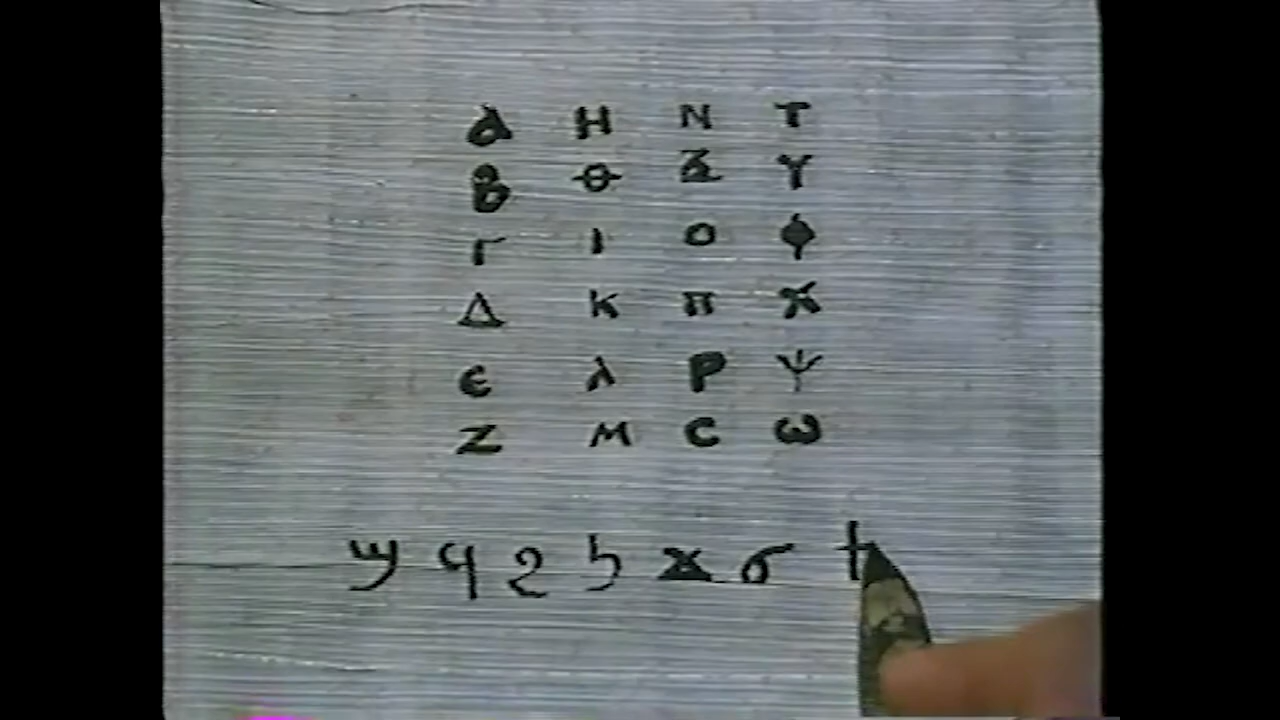 ⲁ ⲏ ⲛ ⲧ
ⲃ ⲑ ⲝ ⲩ
ⲅ ⲓ ⲟ ⲫ
ⲇ ⲕ ⲡ ⲭ
ⲉ ⲗ ⲣ ⲯ
ⲍ ⲙ ⲥ ⲱ
ϣ ϥ ϩ ϧ ϫ ϭ ϯ